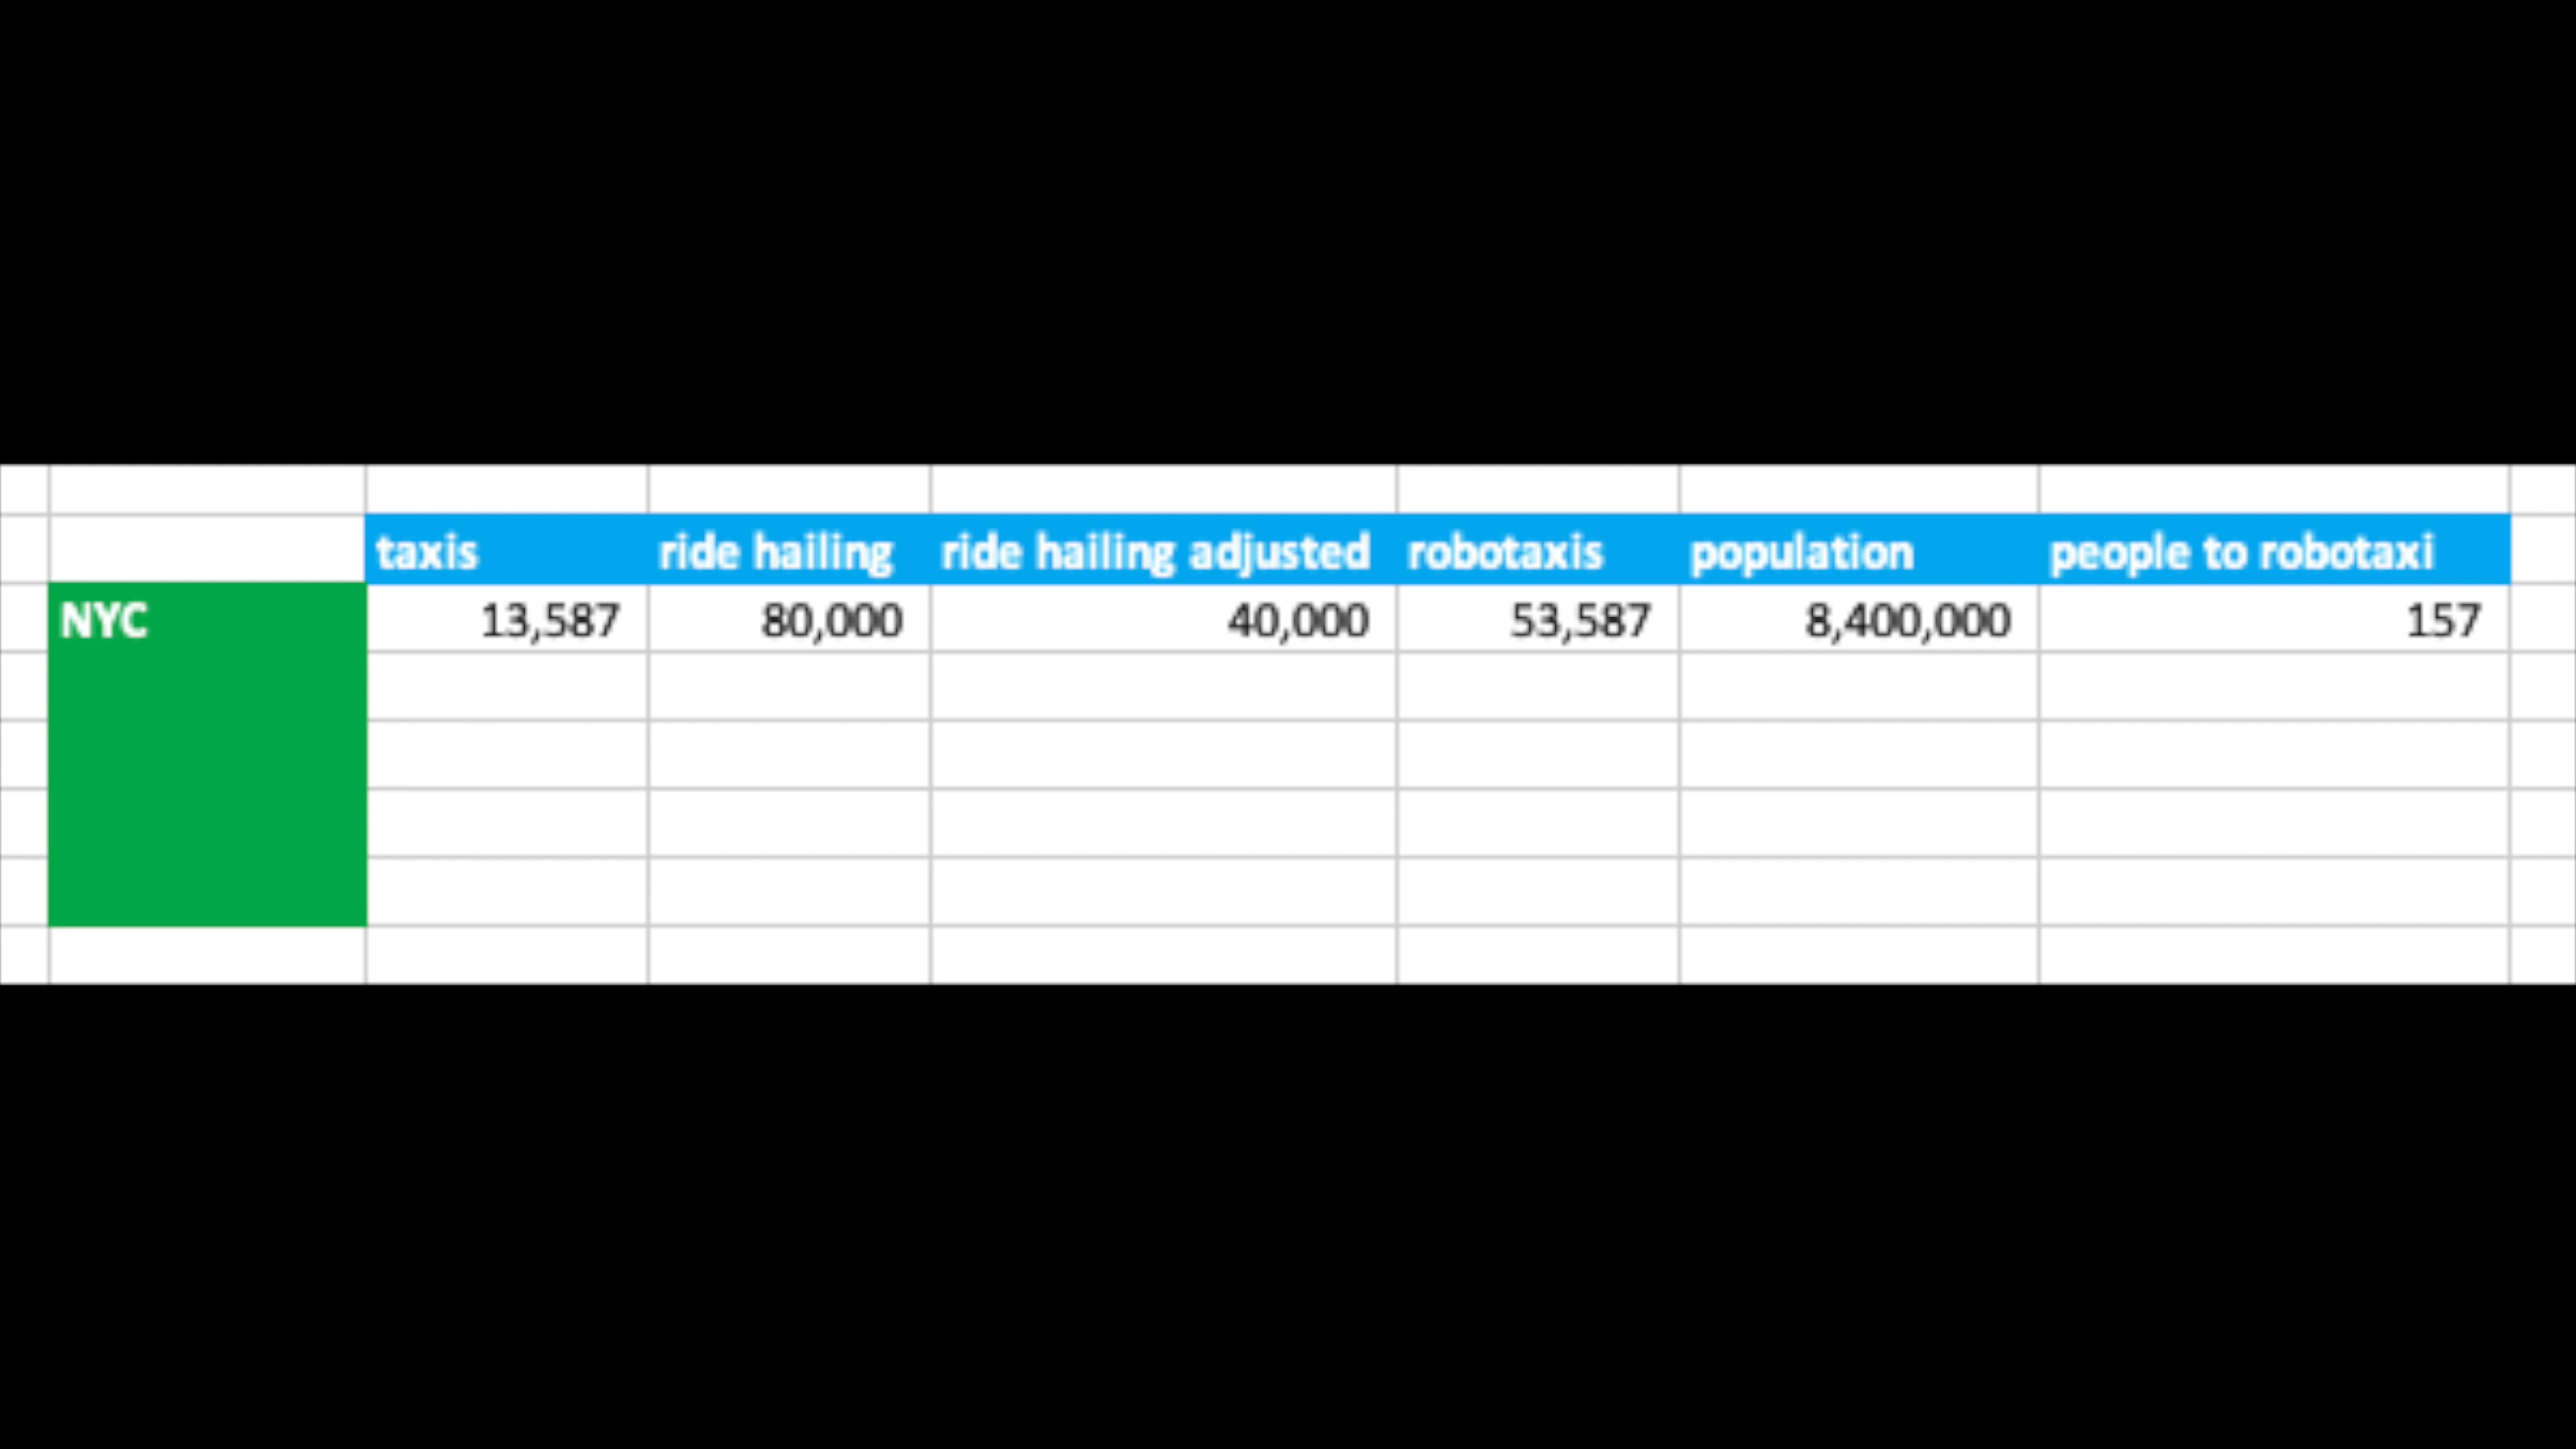 taxis ride hailing ride hailing adjusted robotaxis population people to robotaxi
NYC 13,587 80,000 40,000 53,587 8,400,000 157